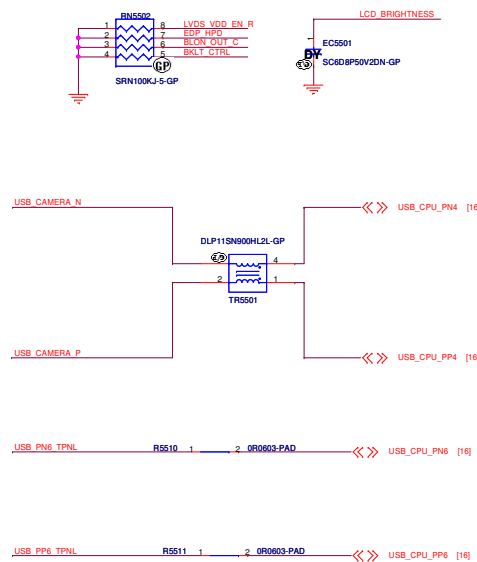 RN5502
LCD_BRIGHTNESS
1 8 LVDS_VDD_EN_R
2 7 EDP_HPD
3 6 BLON_OUT_C
4 5 BKLT_CTRL
GP
SRN100KJ-5-GP
1
EC5501
DY
SC6D8P50V2DN-GP
USB_CAMERA_N
USB_CPU_PN4 [16
DLP11SN900HL2L-GP
4
2 1
TR5501
USB_CAMERA_P
USB_CPU_PP4 [16
USB_PN6_TPNL R5510 1 2 0R0603-PAD USB_CPU_PN6 [16]
USB_PP6_TPNL R5511 1 2 0R0603-PAD USB_CPU_PP6 [16]